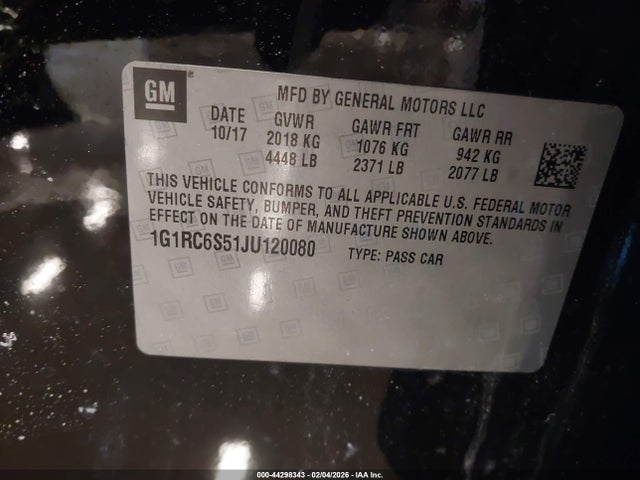 GM
MFD BY GENERAL MOTORS LLC
DATE GVWR GAWR FRT GAWR RR
10/17 2018 KG 1076 KG 942 KG
4448 LB 2371 LB 2077 LB
THIS VEHICLE CONFORMS TO ALL APPLICABLE U.S. FEDERAL MOTOR
VEHICLE SAFETY, BUMPER, AND THEFT PREVENTION STANDARDS IN
EFFECT ON THE DATE OF MANUFACTURE SHOWN ABOVE.
1G1RC6S51JU120080 TYPE: PASS CAR
000-44298343 - 02/04/2026 - IAA Inc.